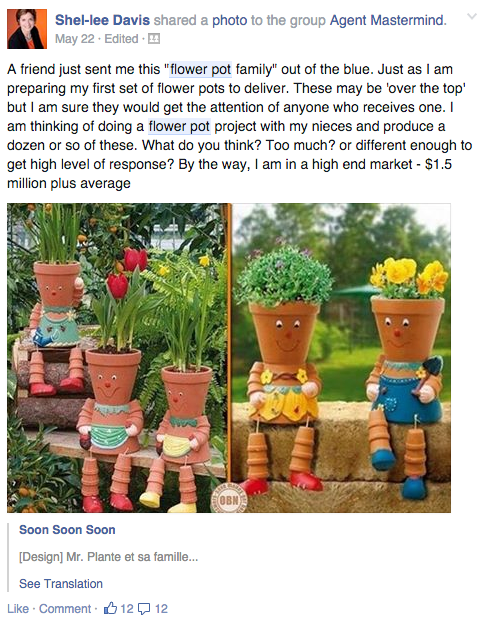 Shel-lee Davis shared a photo to the group Agent Mastermind.
May 22 · Edited ·
A friend just sent me this "flower pot family" out of the blue. Just as I am
preparing my first set of flower pots to deliver. These may be 'over the top'
but I am sure they would get the attention of anyone who receives one. I
am thinking of doing a flower pot project with my nieces and produce a
dozen or so of these. What do you think? Too much? or different enough to
get high level of response? By the way, I am in a high end market - $1.5
million plus average
OBN
Soon Soon Soon
[Design] Mr. Plante et sa famille...
See Translation
Like · Comment · 12 12